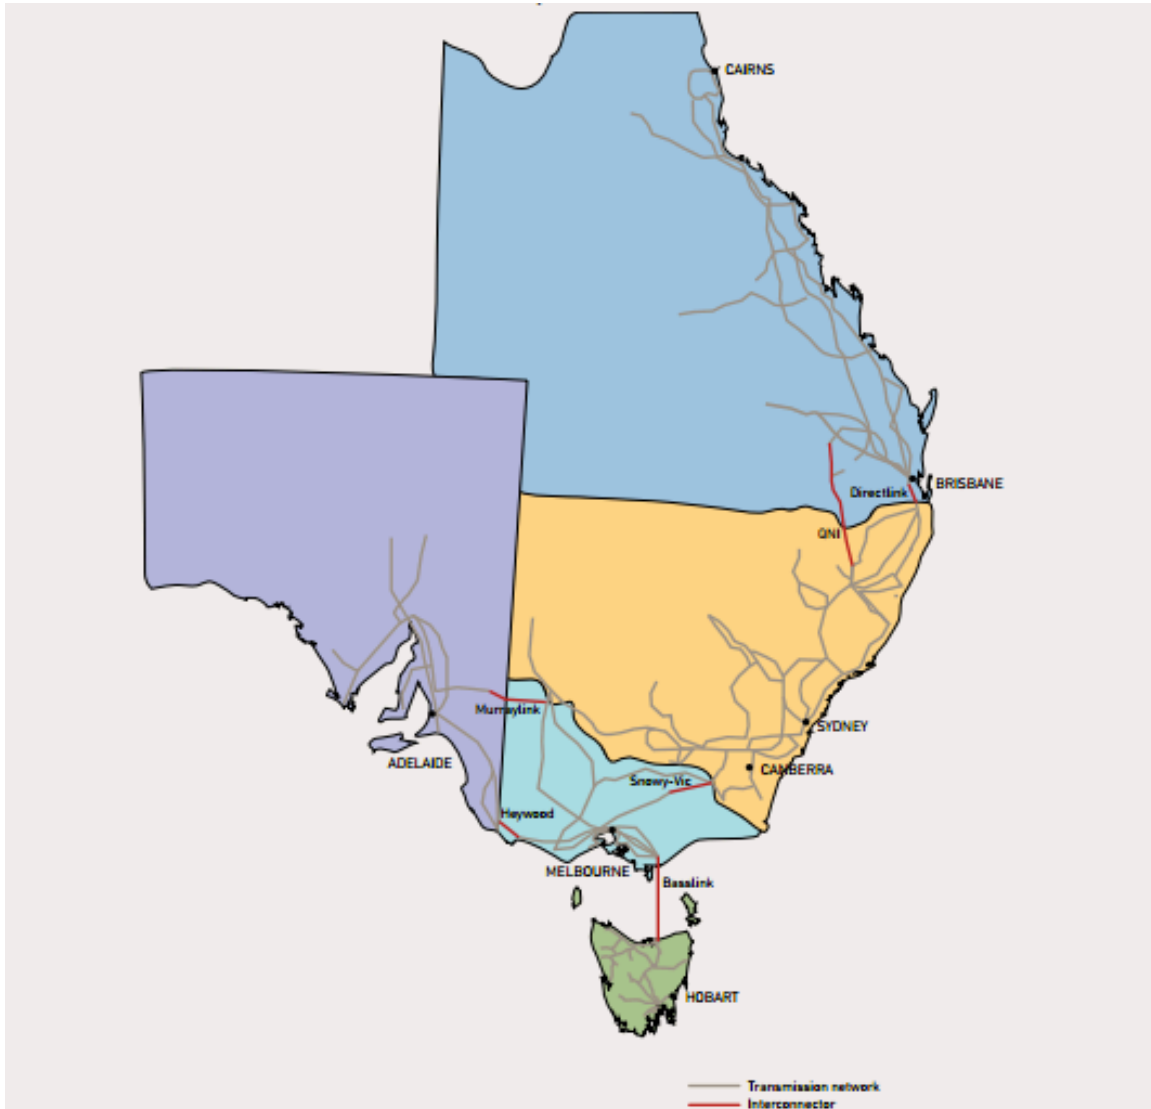 CAIRNS
BRISBANE
Directlink
QNI
Murraylink
SYDNEY
ADELAIDE
CANBERRA
Snowy-Vic
Heywood
MELBOURNE
Basslink
HOBART
Transmission network
Interconnector